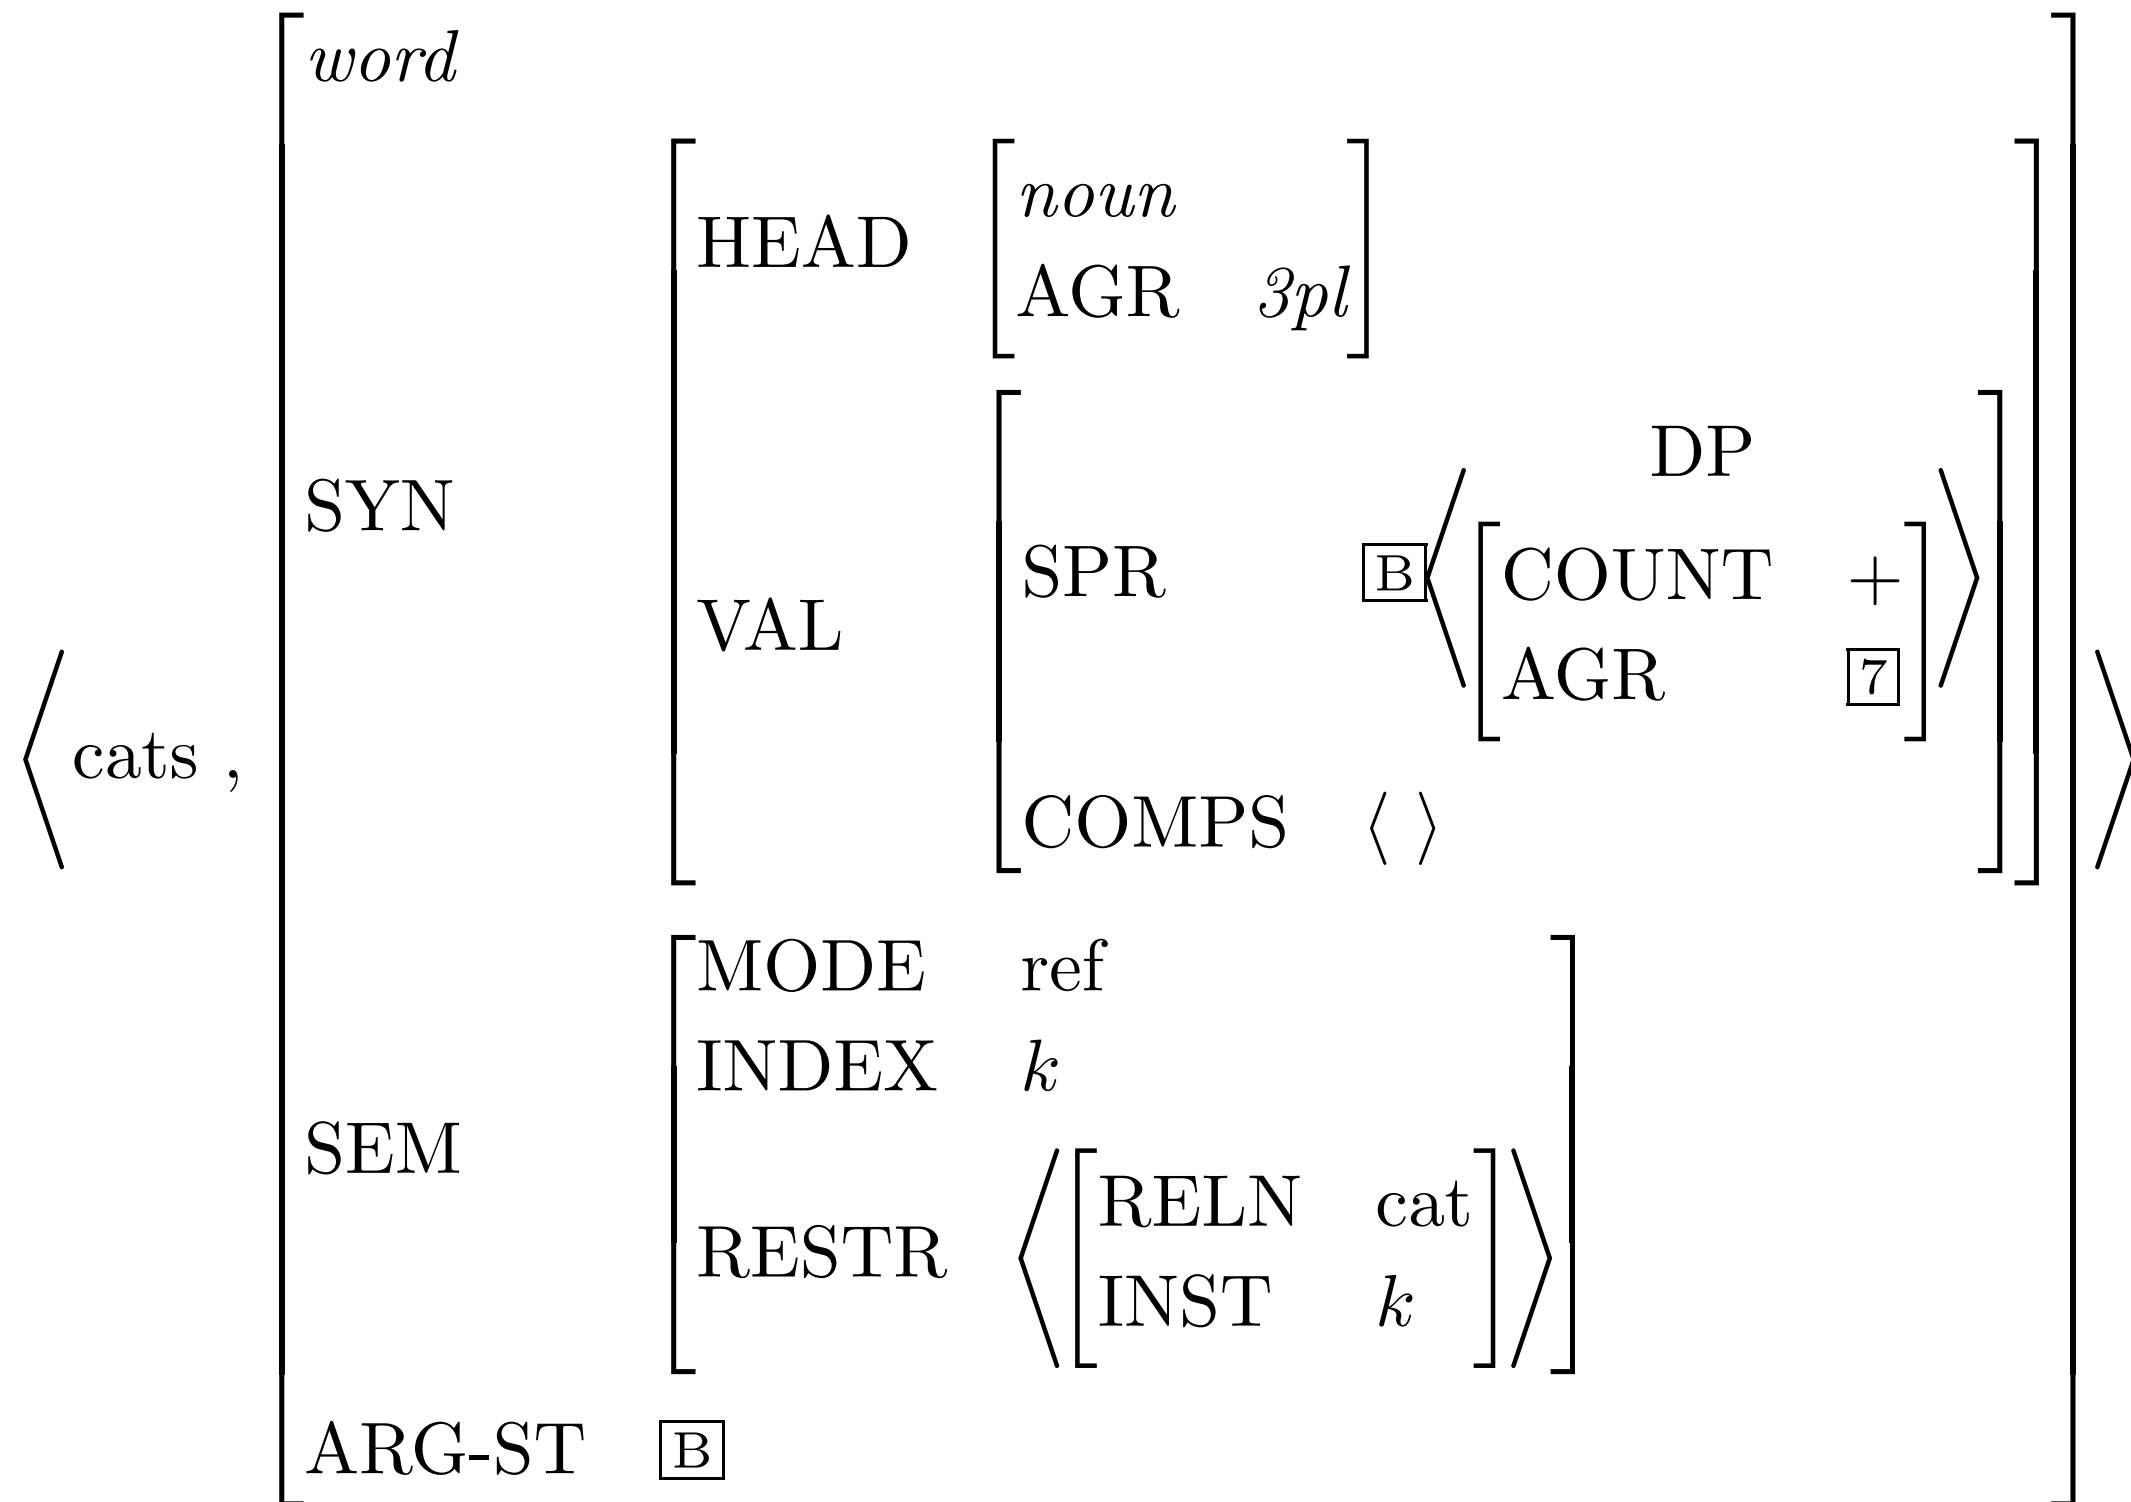 word
noun
HEAD
AGR 3pl
DP
SYN
SPR B COUNT +
VAL
AGR 7
⟨ cats , ⟩
COMPS ⟨ ⟩
MODE ref
INDEX k
SEM
RELN cat
RESTR
INST k
ARG-ST B